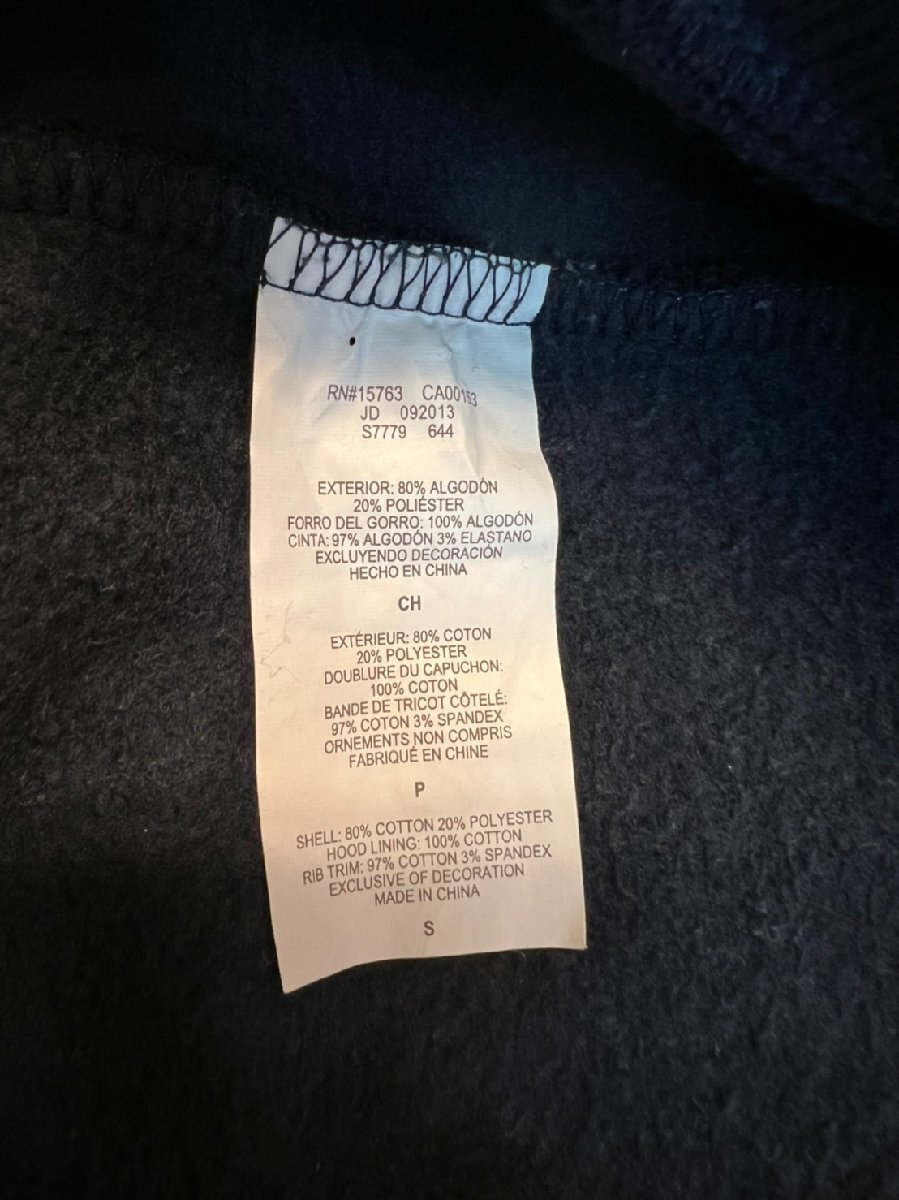 RN#15763 CA00153
JD 092013
S7779 644
EXTERIOR: 80% ALGODÓN
20% POLIÉSTER
FORRO DEL GORRO: 100% ALGODÓN
CINTA: 97% ALGODÓN 3% ELASTANO
EXCLUYENDO DECORACIÓN
HECHO EN CHINA
CH
EXTÉRIEUR: 80% COTON
20% POLYESTER
DOUBLURE DU CAPUCHON:
100% COTON
BANDE DE TRICOT CÔTELÉ:
97% COTON 3% SPANDEX
ORNEMENTS NON COMPRIS
FABRIQUÉ EN CHINE
P
SHELL: 80% COTTON 20% POLYESTER
HOOD LINING: 100% COTTON
RIB TRIM: 97% COTTON 3% SPANDEX
EXCLUSIVE OF DECORATION
MADE IN CHINA
S